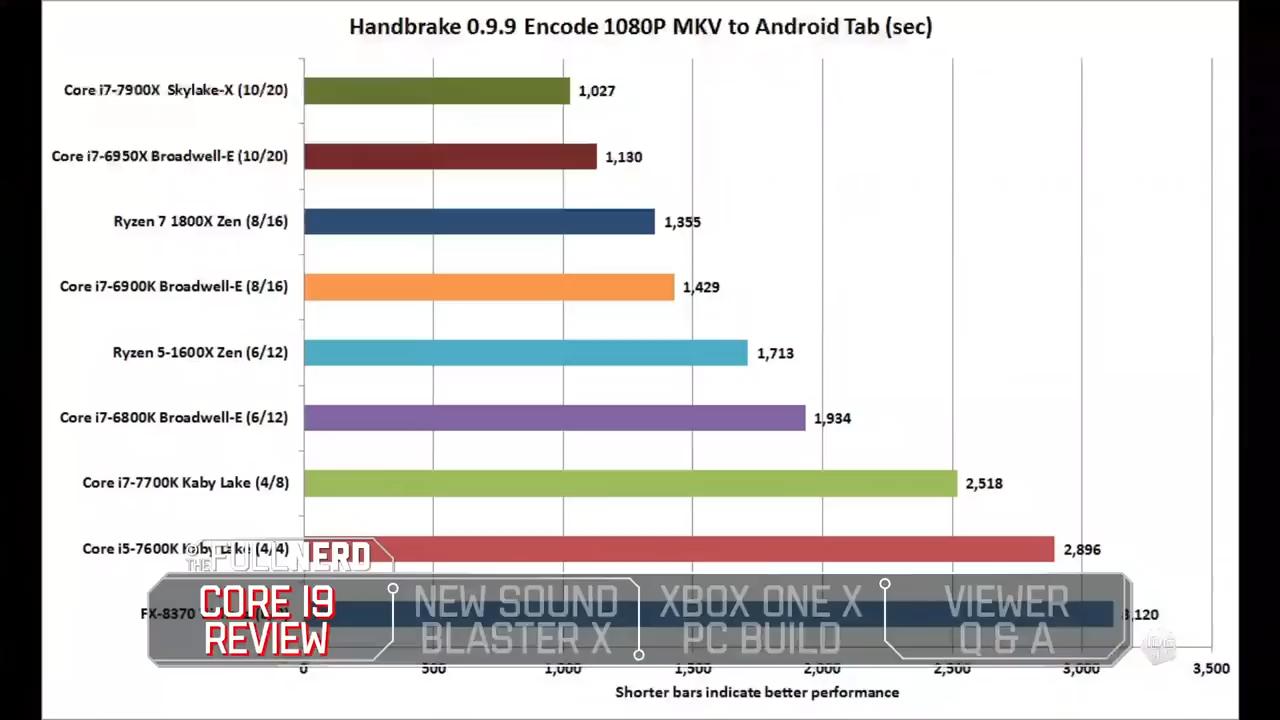 Handbrake 0.9.9 Encode 1080P MKV to Android Tab (sec)
Core i7-7900X  Skylake-X (10/20) 1,027
Core i7-6950X Broadwell-E (10/20) 1,130
Ryzen 7 1800X Zen (8/16) 1,355
Core i7-6900K Broadwell-E (8/16) 1,429
Ryzen 5-1600X Zen (6/12) 1,713
Core i7-6800K Broadwell-E (6/12) 1,934
Core i7-7700K Kaby Lake (4/8) 2,518
Core i5-7600K Kaby Lake (4/4) 2,896
FX-8370 3,120
THE FULL NERD
CORE I9 REVIEW
NEW SOUND BLASTER X
XBOX ONE X PC BUILD
VIEWER Q & A
0 500 1,000 1,500 2,000 2,500 3,000 3,500
Shorter bars indicate better performance